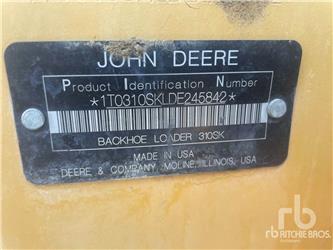 JOHN DEERE
Product Identification Number
*1T0310SKLDE245842*
BACKHOE LOADER 310SK
MADE IN USA
DEERE & COMPANY MOLINE, ILLINOIS, USA
rb
RITCHIE BROS.